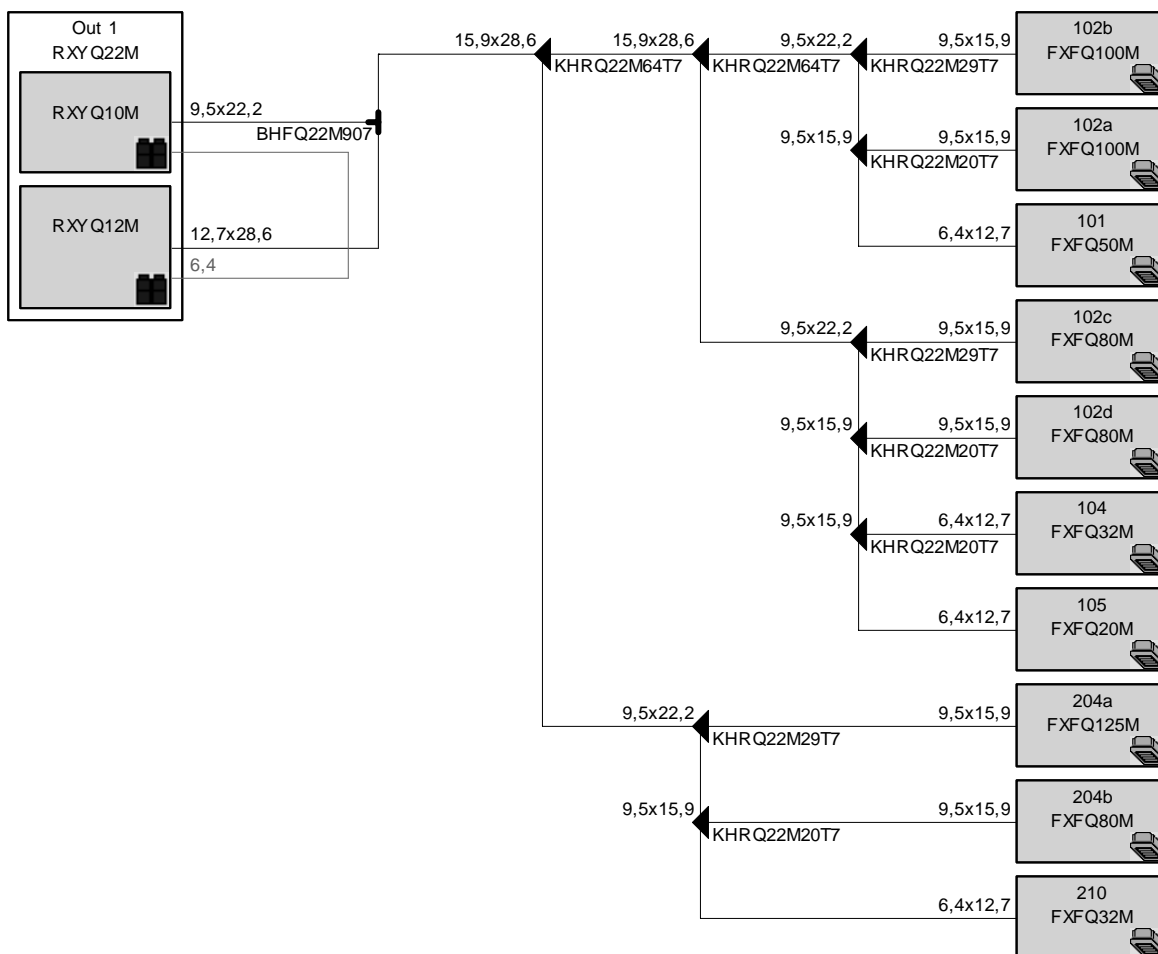 Out 1
RXYQ22M
RXYQ10M
9,5x22,2
BHFQ22M907
RXYQ12M
12,7x28,6
6,4
15,9x28,6
KHRQ22M64T7
15,9x28,6
KHRQ22M64T7
9,5x22,2
KHRQ22M29T7
9,5x15,9
102b
FXFQ100M
9,5x15,9
KHRQ22M20T7
9,5x15,9
102a
FXFQ100M
6,4x12,7
101
FXFQ50M
9,5x22,2
KHRQ22M29T7
9,5x15,9
102c
FXFQ80M
9,5x15,9
KHRQ22M20T7
9,5x15,9
102d
FXFQ80M
9,5x15,9
KHRQ22M20T7
6,4x12,7
104
FXFQ32M
6,4x12,7
105
FXFQ20M
9,5x22,2
KHRQ22M29T7
9,5x15,9
204a
FXFQ125M
9,5x15,9
KHRQ22M20T7
9,5x15,9
204b
FXFQ80M
6,4x12,7
210
FXFQ32M